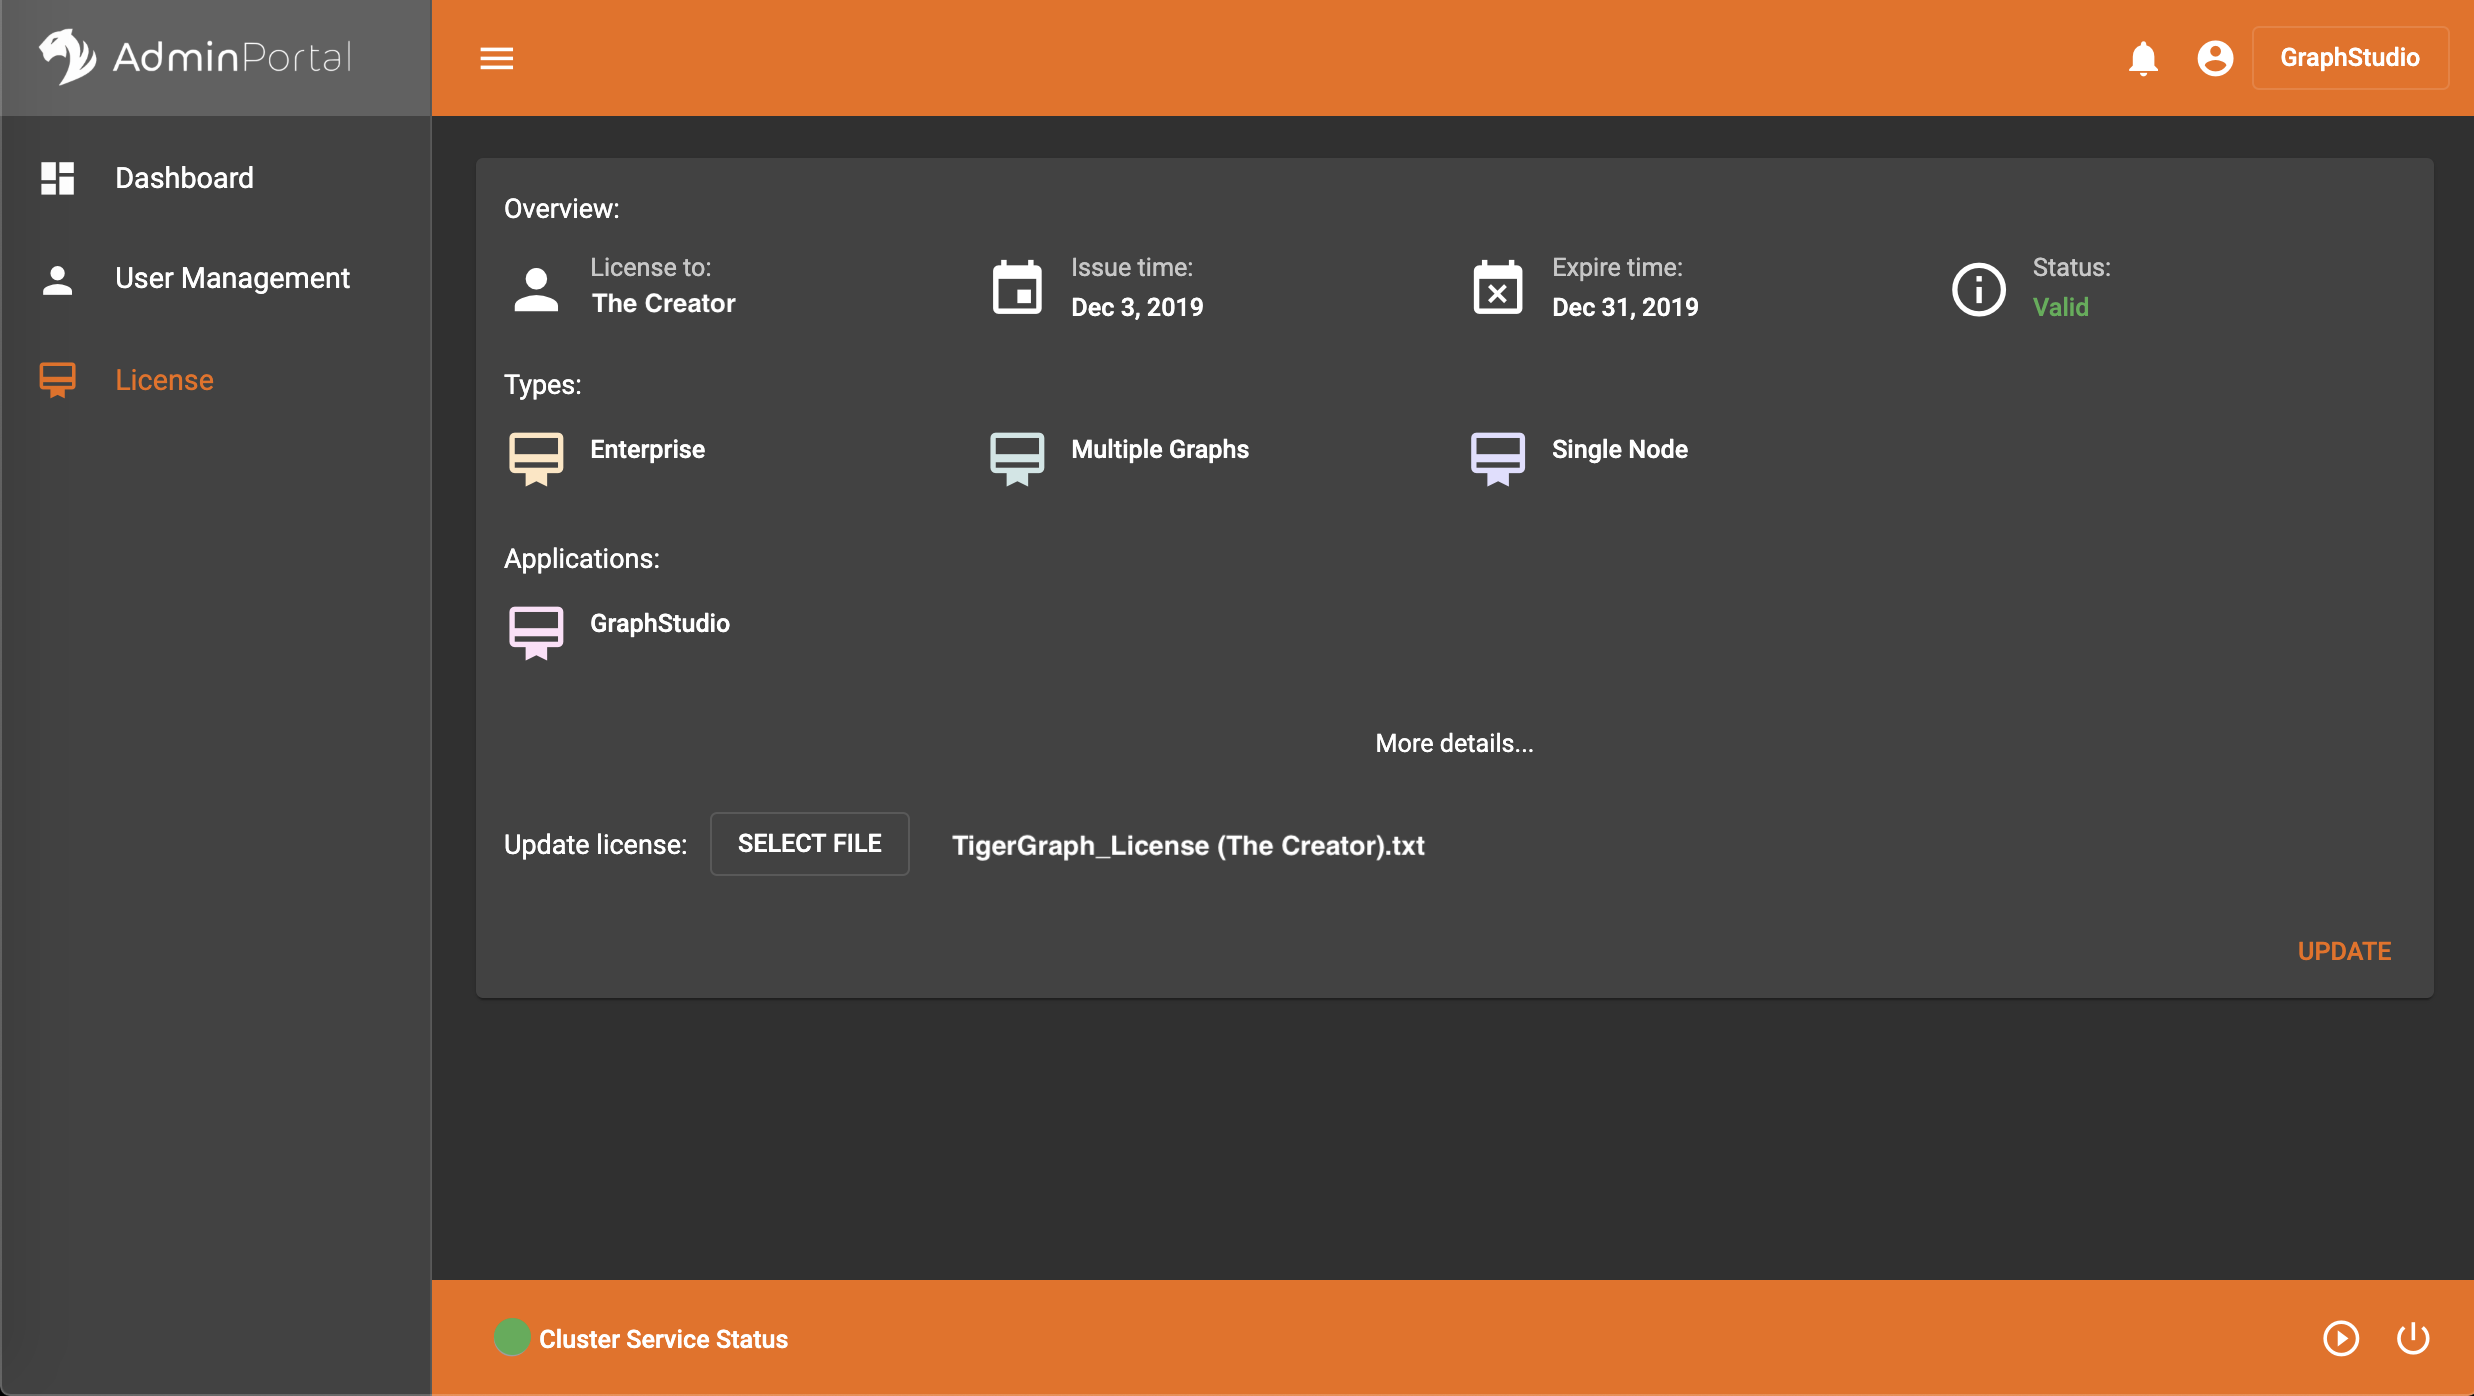 AdminPortal
GraphStudio
Dashboard
User Management
License
Overview:
License to:
The Creator
Issue time:
Dec 3, 2019
Expire time:
Dec 31, 2019
Status:
Valid
Types:
Enterprise
Multiple Graphs
Single Node
Applications:
GraphStudio
More details...
Update license:
SELECT FILE
TigerGraph_License (The Creator).txt
UPDATE
Cluster Service Status